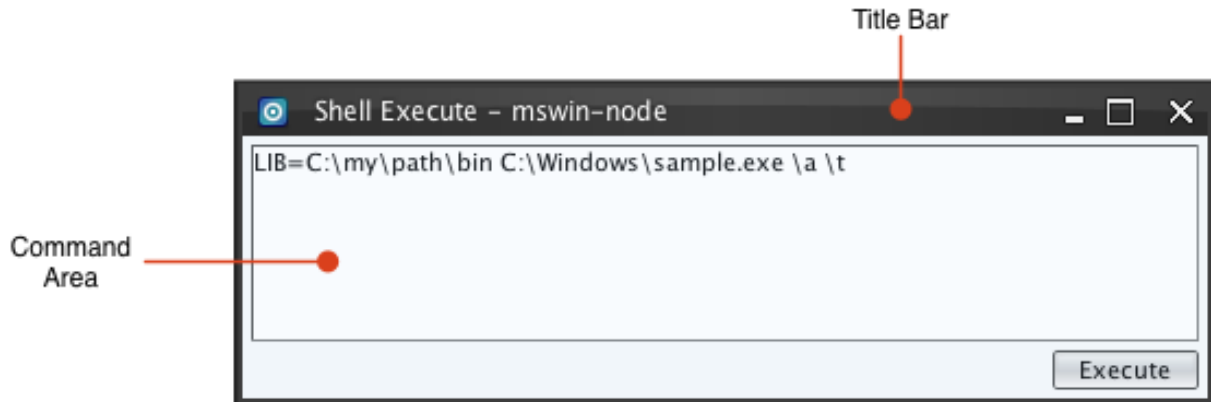 Title Bar
Shell Execute – mswin-node
LIB=C:\my\path\bin C:\Windows\sample.exe \a \t
Command
Area
Execute